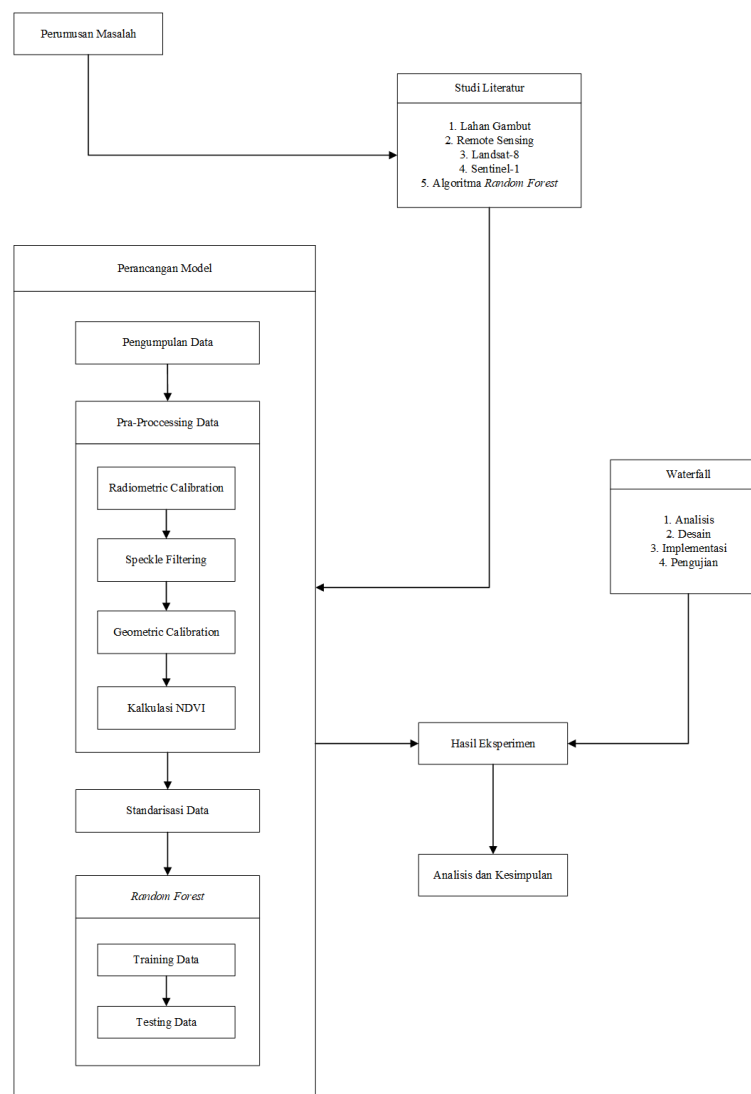 Perumusan Masalah
Studi Literatur
1. Lahan Gambut
2. Remote Sensing
3. Landsat-8
4. Sentinel-1
5. Algoritma Random Forest
Perancangan Model
Pengumpulan Data
Pra-Proccessing Data
Radiometric Calibration
Speckle Filtering
Geometric Calibration
Kalkulasi NDVI
Standarisasi Data
Random Forest
Training Data
Testing Data
Waterfall
1. Analisis
2. Desain
3. Implementasi
4. Pengujian
Hasil Eksperimen
Analisis dan Kesimpulan